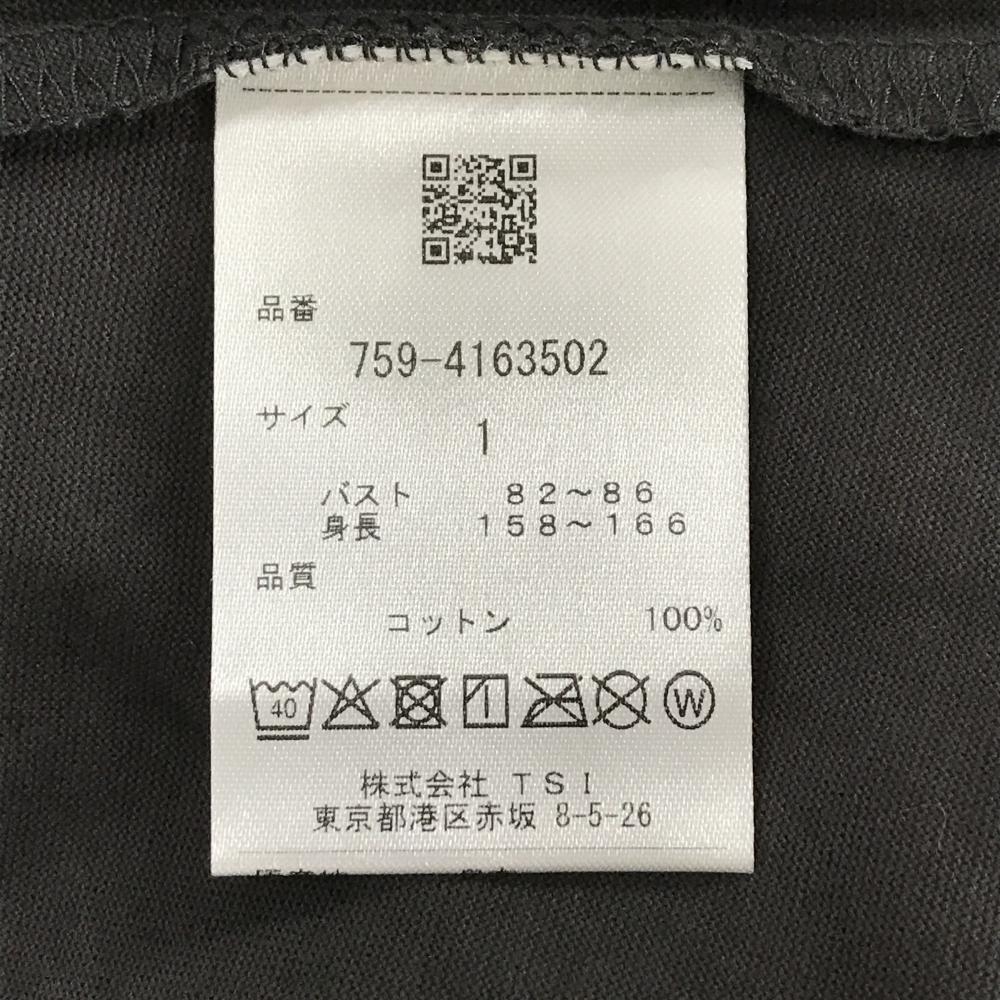 品番
759-4163502
サイズ
1
バスト 82～86
身長 158～166
品質
コットン 100%
40
W
株式会社 TSI
東京都港区赤坂 8-5-26